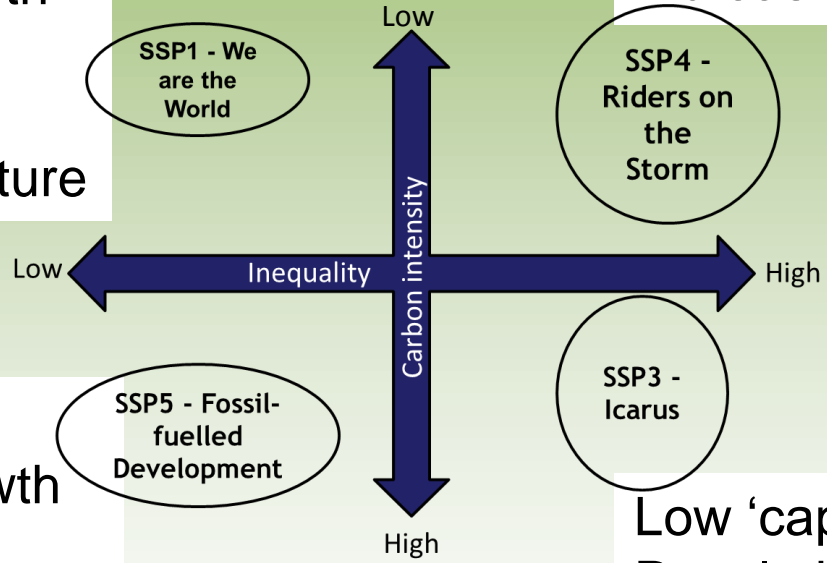 Low
SSP1 - We
are the
World
SSP4 -
Riders on
the
Storm
ture
Low
Inequality
Carbon intensity
High
SSP3 -
Icarus
SSP5 - Fossil-
fuelled
Development
wth
Low ‘cap
High